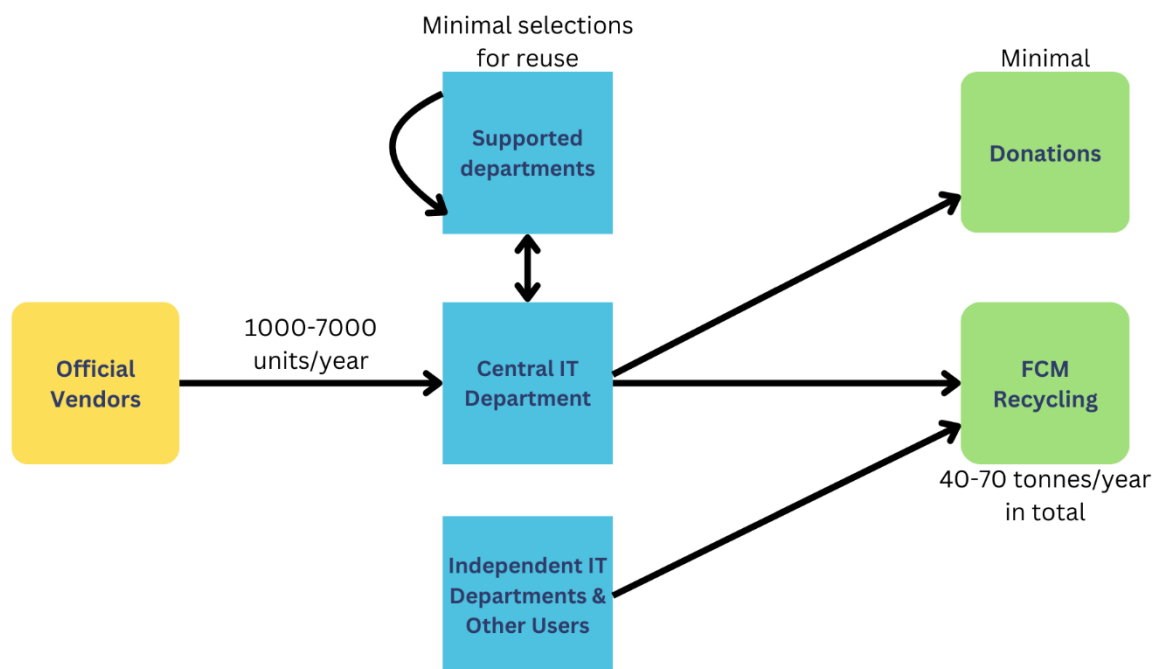 Minimal selections
for reuse
Minimal
Supported
departments
Donations
1000-7000
units/year
Official
Vendors
Central IT
Department
FCM
Recycling
40-70 tonnes/year
in total
Independent IT
Departments &
Other Users